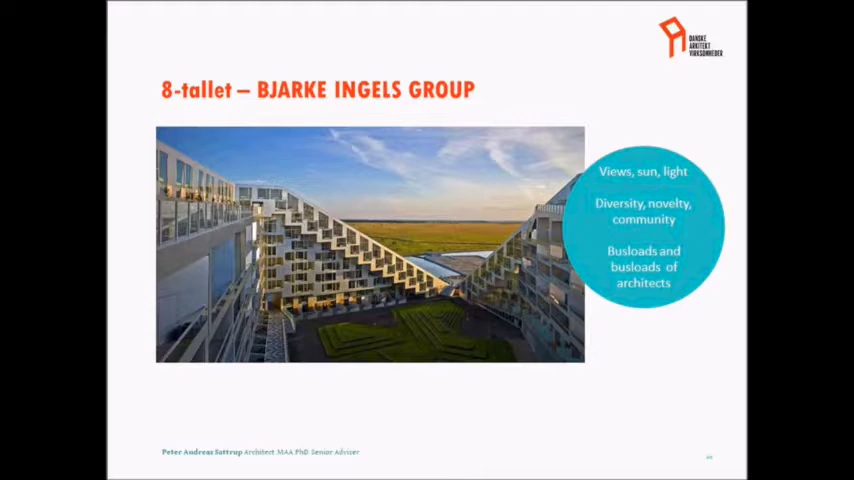 DANSKE
ARKITEKT
VIRKSOMHEDER
8-tallet – BJARKE INGELS GROUP
Views, sun, light
Diversity, novelty,
community
Busloads and
busloads of
architects
Peter Andreas Sattrup Architect MAA PhD Senior Adviser